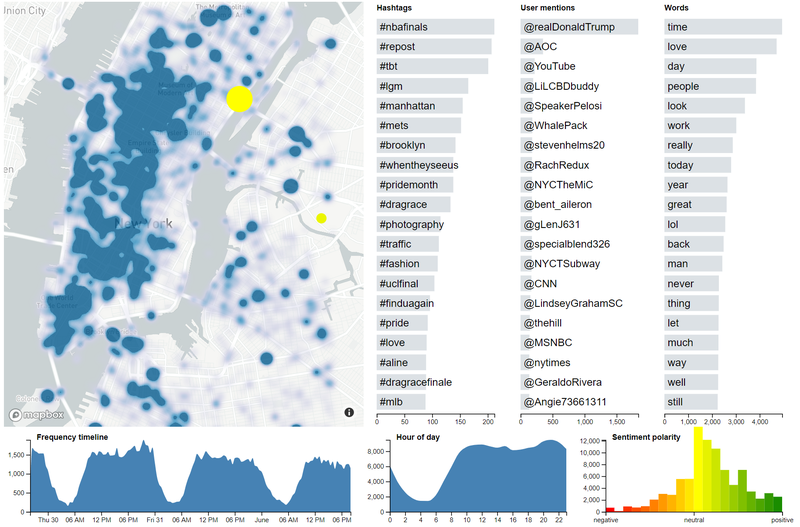 Union City
The Metropolitan
New York
mapbox
Hashtags
#nbafinals
#repost
#tbt
#lgm
#manhattan
#mets
#brooklyn
#whentheyseeus
#pridemonth
#dragrace
#photography
#traffic
#fashion
#uclfinal
#finduagain
#pride
#love
#aline
#dragracefinale
#mlb
0 50 100 150 200
User mentions
@realDonaldTrump
@AOC
@YouTube
@LiLCBDbuddy
@SpeakerPelosi
@WhalePack
@stevenhelms20
@RachRedux
@NYCTheMiC
@bent_aileron
@gLenJ631
@specialblend326
@NYCTSubway
@CNN
@LindseyGrahamSC
@thehill
@MSNBC
@nytimes
@GeraldoRivera
@Angie73661311
0 500 1,000 1,500
Words
time
love
day
people
look
work
really
today
year
great
lol
back
man
never
thing
let
much
way
well
still
0 1,000 2,000 3,000 4,000
Frequency timeline
1,500
1,000
500
0
Thu 30 06 AM 12 PM 06 PM Fri 31 06 AM 12 PM 06 PM June 06 AM 12 PM 06 PM
Hour of day
8,000
6,000
4,000
2,000
0
0 2 4 6 8 10 12 14 16 18 20 22
Sentiment polarity
12,000
10,000
8,000
6,000
4,000
2,000
0
negative neutral positive